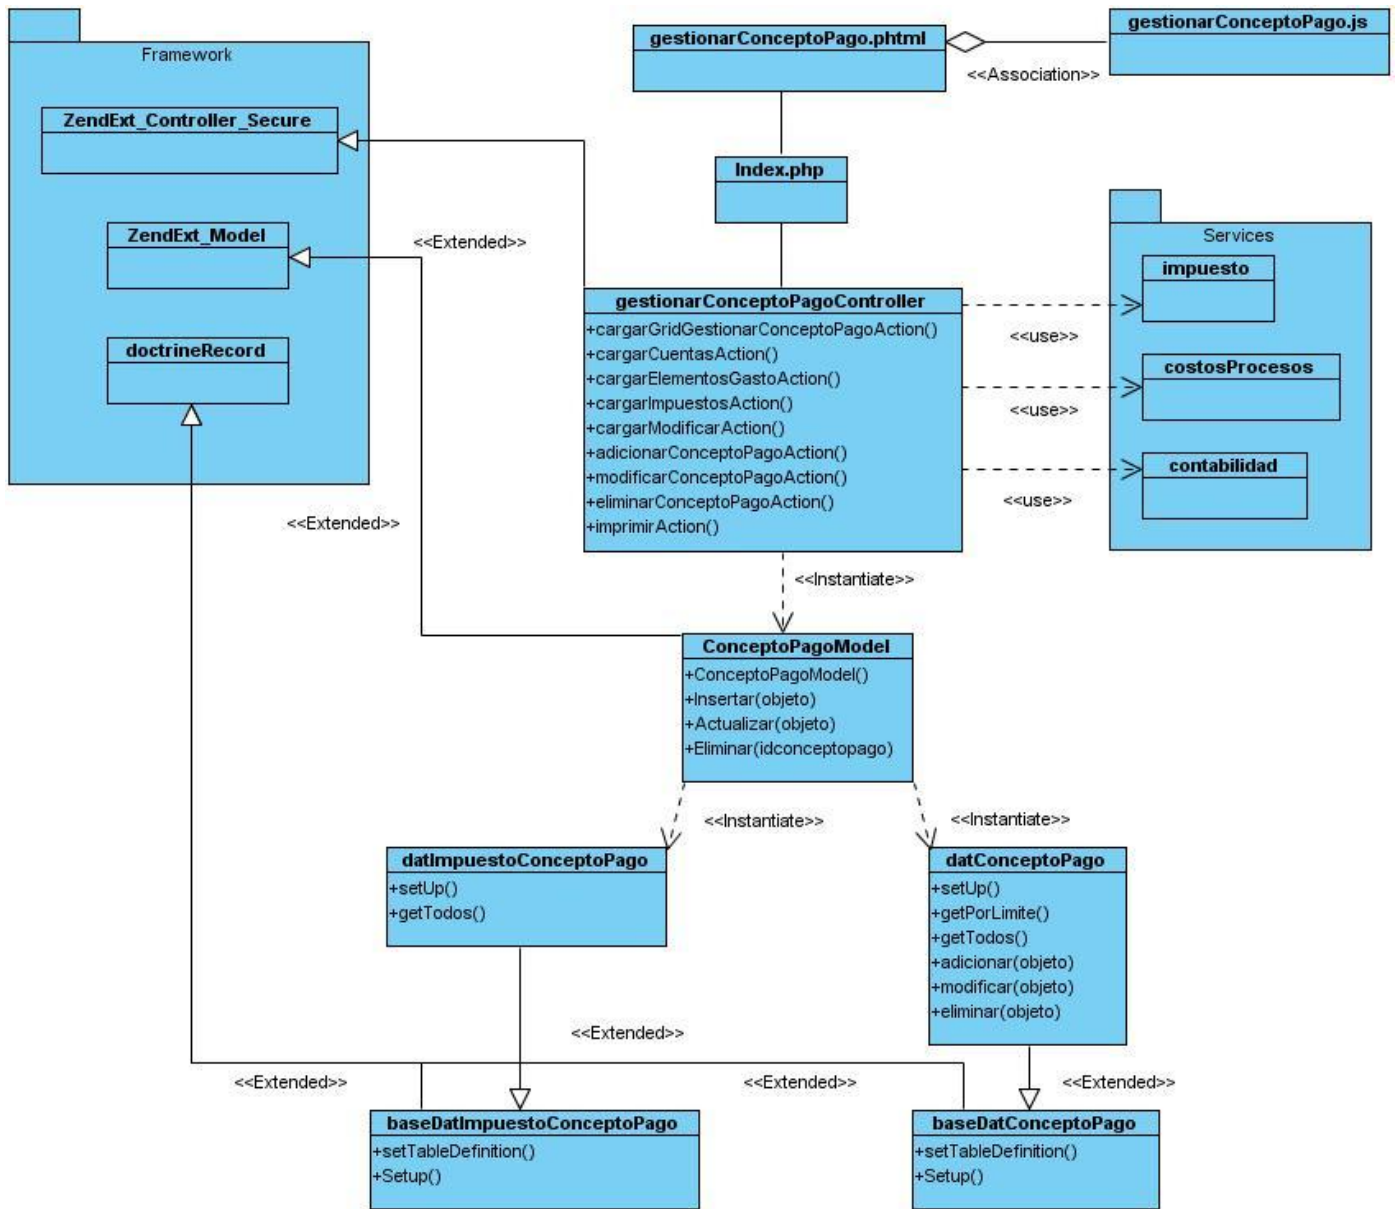 Framework
ZendExt_Controller_Secure
ZendExt_Model
doctrineRecord
gestionarConceptoPago.phtml
gestionarConceptoPago.js
<<Association>>
Index.php
<<Extended>>
Services
impuesto
costosProcesos
contabilidad
<<use>>
<<use>>
<<use>>
gestionarConceptoPagoController
+cargarGridGestionarConceptoPagoAction()
+cargarCuentasAction()
+cargarElementosGastoAction()
+cargarImpuestosAction()
+cargarModificarAction()
+adicionarConceptoPagoAction()
+modificarConceptoPagoAction()
+eliminarConceptoPagoAction()
+imprimirAction()
<<Extended>>
<<Instantiate>>
ConceptoPagoModel
+ConceptoPagoModel()
+Insertar(objeto)
+Actualizar(objeto)
+Eliminar(idconceptopago)
<<Instantiate>>
<<Instantiate>>
datImpuestoConceptoPago
+setUp()
+getTodos()
datConceptoPago
+setUp()
+getPorLimite()
+getTodos()
+adicionar(objeto)
+modificar(objeto)
+eliminar(objeto)
<<Extended>>
<<Extended>>
<<Extended>>
<<Extended>>
baseDatImpuestoConceptoPago
+setTableDefinition()
+Setup()
baseDatConceptoPago
+setTableDefinition()
+Setup()